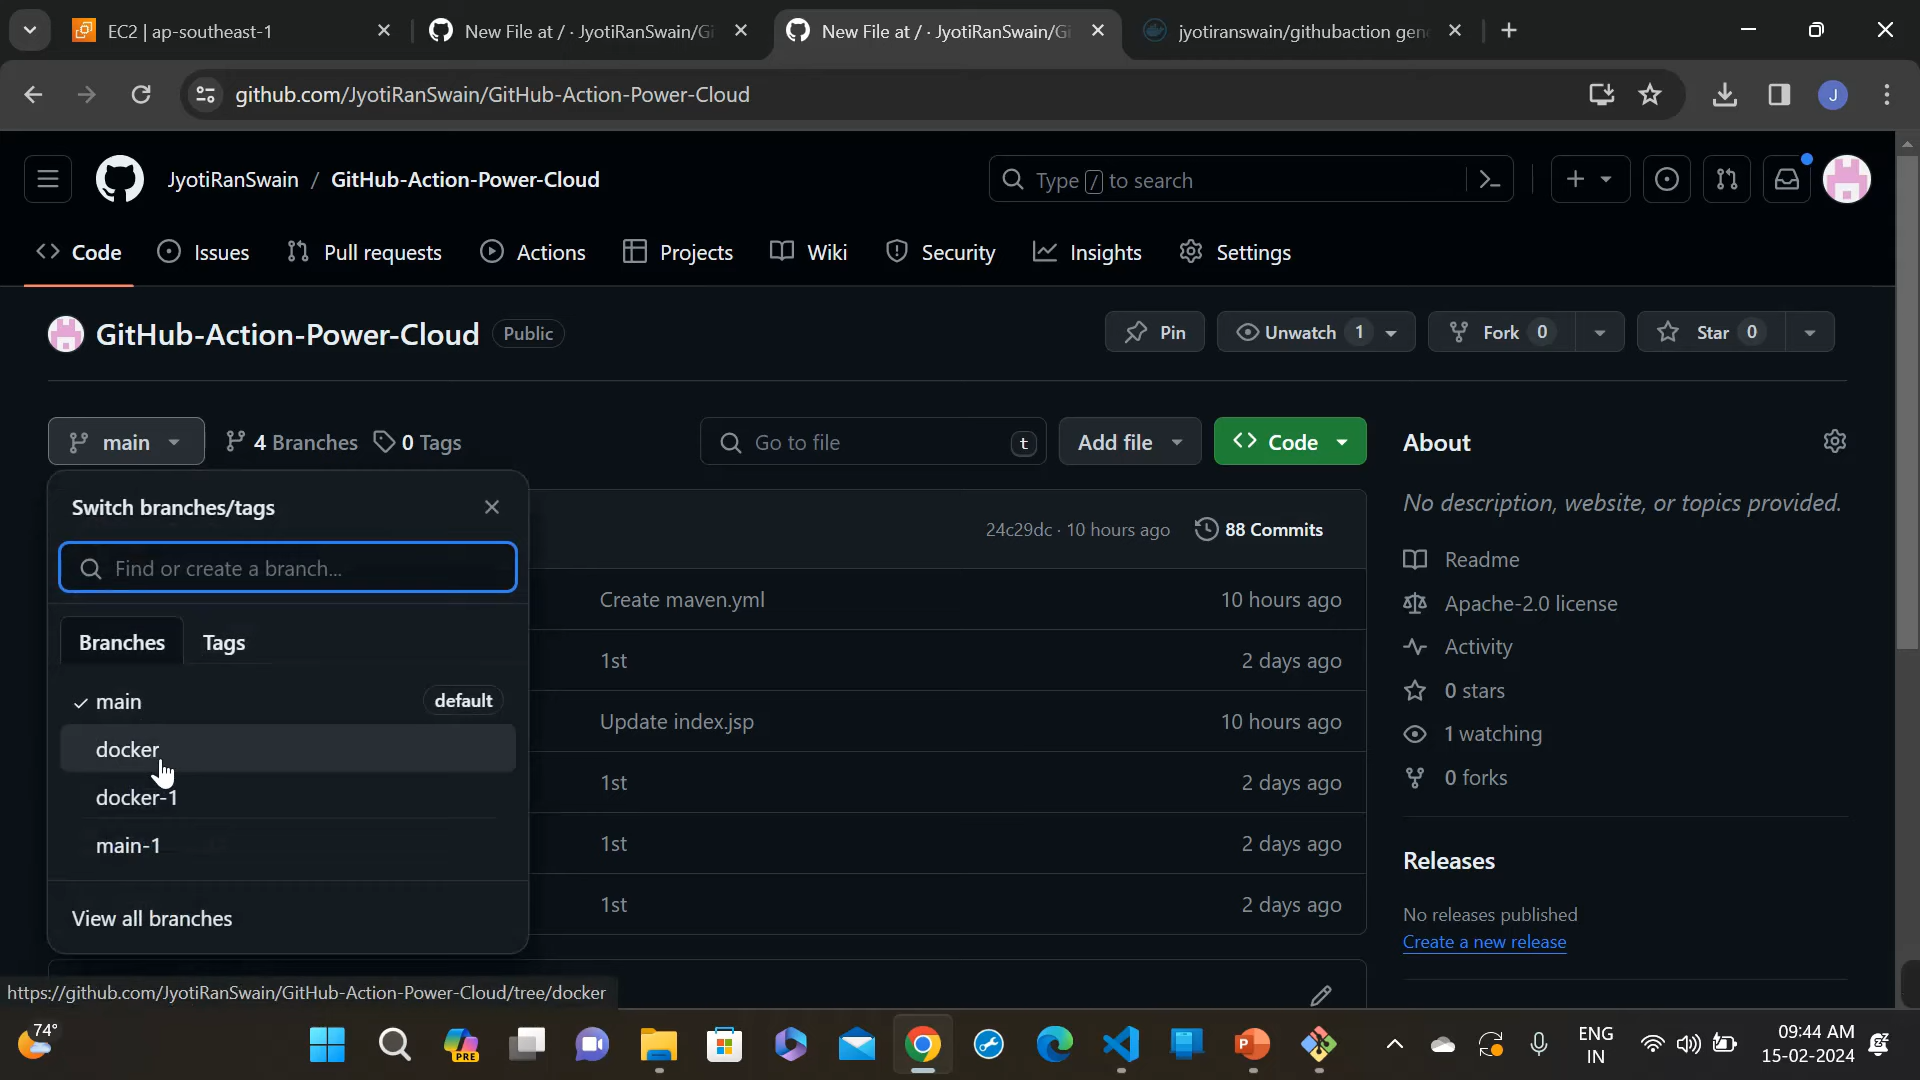 EC2 | ap-southeast-1
New File at / · JyotiRanSwain/Gi
New File at / · JyotiRanSwain/Gi
jyotiranswain/githubaction gen
github.com/JyotiRanSwain/GitHub-Action-Power-Cloud
J
JyotiRanSwain / GitHub-Action-Power-Cloud
Type / to search
Code
Issues
Pull requests
Actions
Projects
Wiki
Security
Insights
Settings
GitHub-Action-Power-Cloud
Public
Pin
Unwatch 1
Fork 0
Star 0
main
4 Branches
0 Tags
Go to file
t
Add file
Code
About
Switch branches/tags
No description, website, or topics provided.
24c29dc · 10 hours ago
88 Commits
Find or create a branch...
Readme
Create maven.yml
10 hours ago
Apache-2.0 license
Branches
Tags
1st
2 days ago
Activity
main
default
0 stars
Update index.jsp
10 hours ago
1 watching
docker
1st
2 days ago
0 forks
docker-1
main-1
1st
2 days ago
Releases
View all branches
1st
2 days ago
No releases published
Create a new release
https://github.com/JyotiRanSwain/GitHub-Action-Power-Cloud/tree/docker
74°
PRE
ENG
IN
09:44 AM
15-02-2024